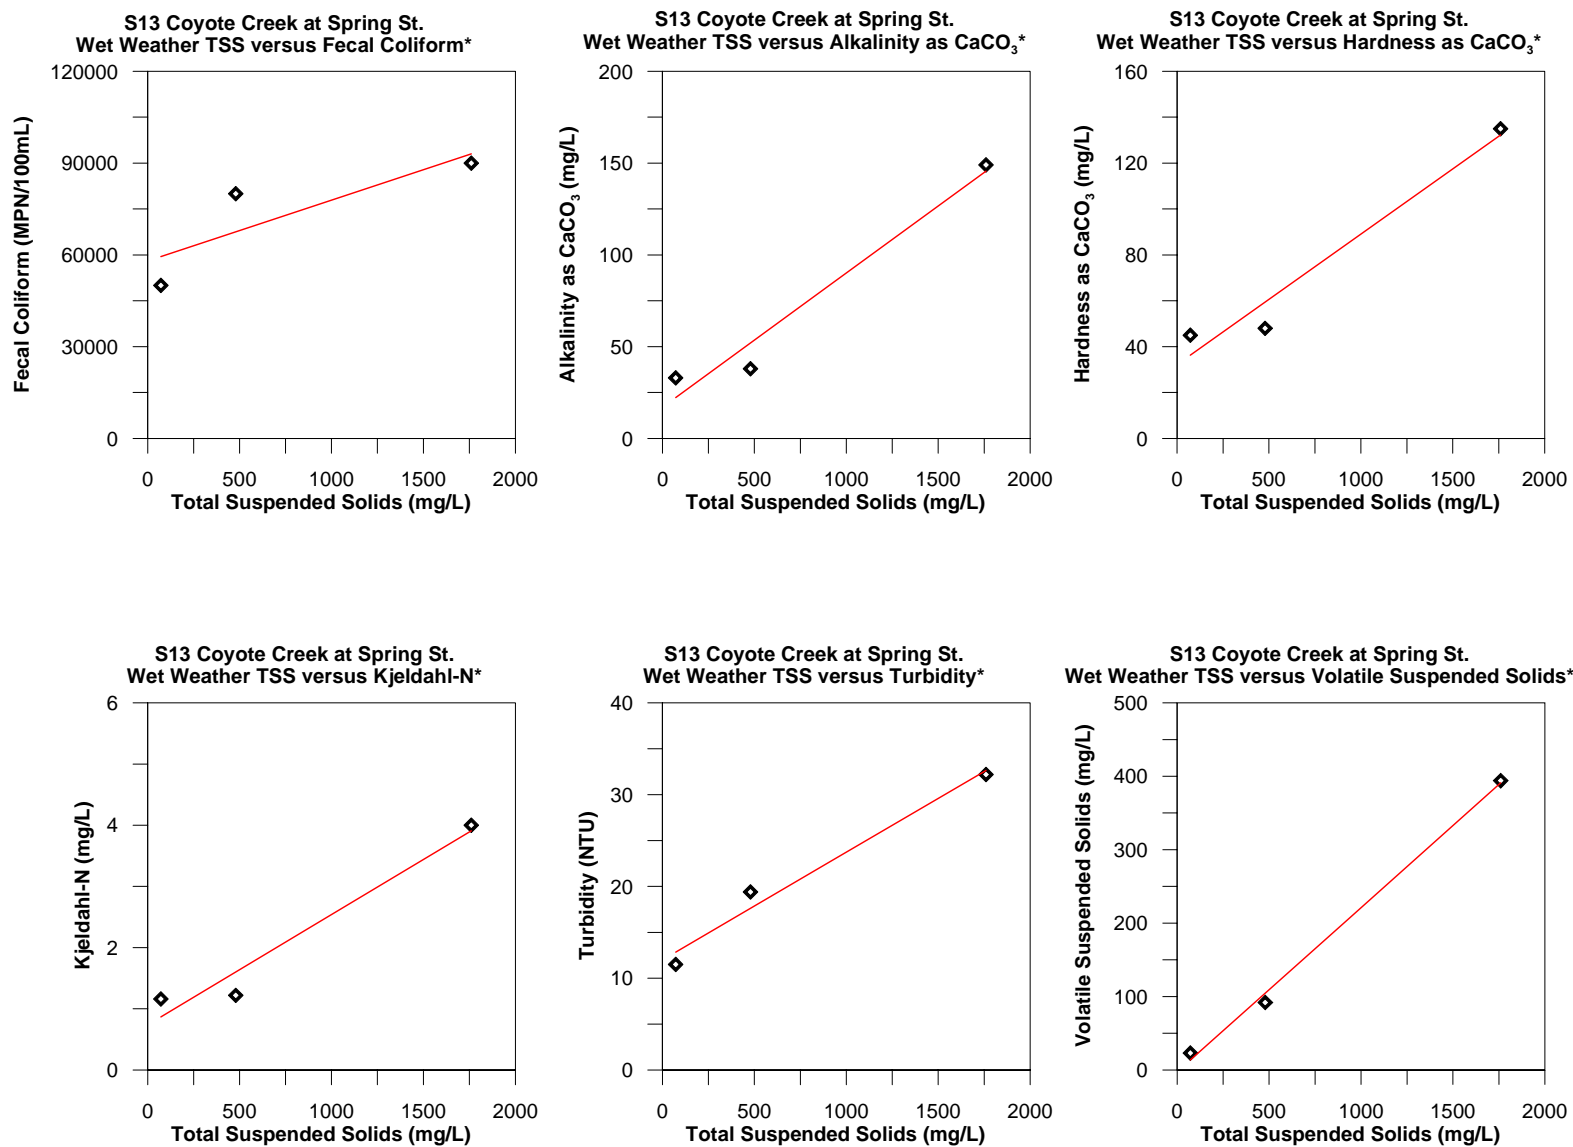 S13 Coyote Creek at Spring St.
Wet Weather TSS versus Fecal Coliform*
120000
90000
60000
30000
0
Fecal Coliform (MPN/100mL)
0 500 1000 1500 2000
Total Suspended Solids (mg/L)
S13 Coyote Creek at Spring St.
Wet Weather TSS versus Alkalinity as CaCO₃*
200
150
100
50
0
Alkalinity as CaCO₃ (mg/L)
0 500 1000 1500 2000
Total Suspended Solids (mg/L)
S13 Coyote Creek at Spring St.
Wet Weather TSS versus Hardness as CaCO₃*
160
120
80
40
0
Hardness as CaCO₃ (mg/L)
0 500 1000 1500 2000
Total Suspended Solids (mg/L)
S13 Coyote Creek at Spring St.
Wet Weather TSS versus Kjeldahl-N*
6
4
2
0
Kjeldahl-N (mg/L)
0 500 1000 1500 2000
Total Suspended Solids (mg/L)
S13 Coyote Creek at Spring St.
Wet Weather TSS versus Turbidity*
40
30
20
10
0
Turbidity (NTU)
0 500 1000 1500 2000
Total Suspended Solids (mg/L)
S13 Coyote Creek at Spring St.
Wet Weather TSS versus Volatile Suspended Solids*
500
400
300
200
100
0
Volatile Suspended Solids (mg/L)
0 500 1000 1500 2000
Total Suspended Solids (mg/L)